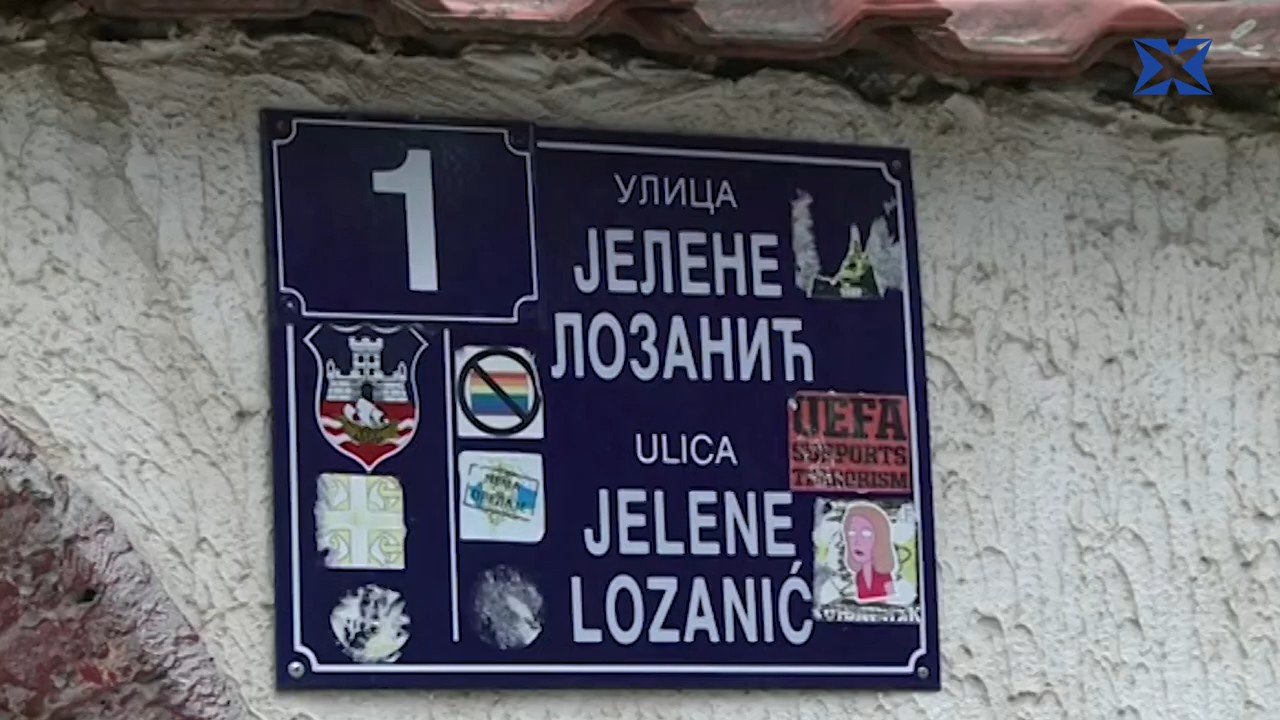 1
УЛИЦА
ЈЕЛЕНЕ
ЛОЗАНИЋ
ULICA
JELENE
LOZANIĆ
UEFA
SUPPORTS
TERRORISM